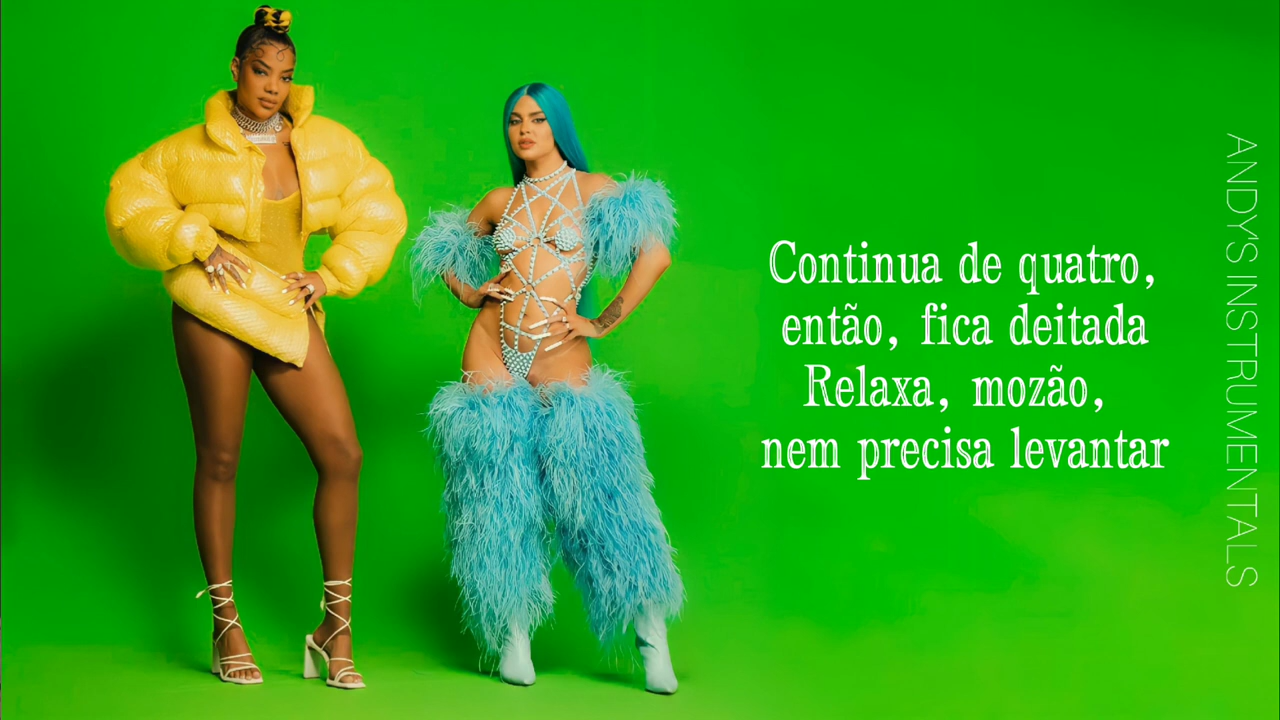 Continua de quatro,
então, fica deitada
Relaxa, mozão,
nem precisa levantar
ANDY'S INSTRUMENTALS